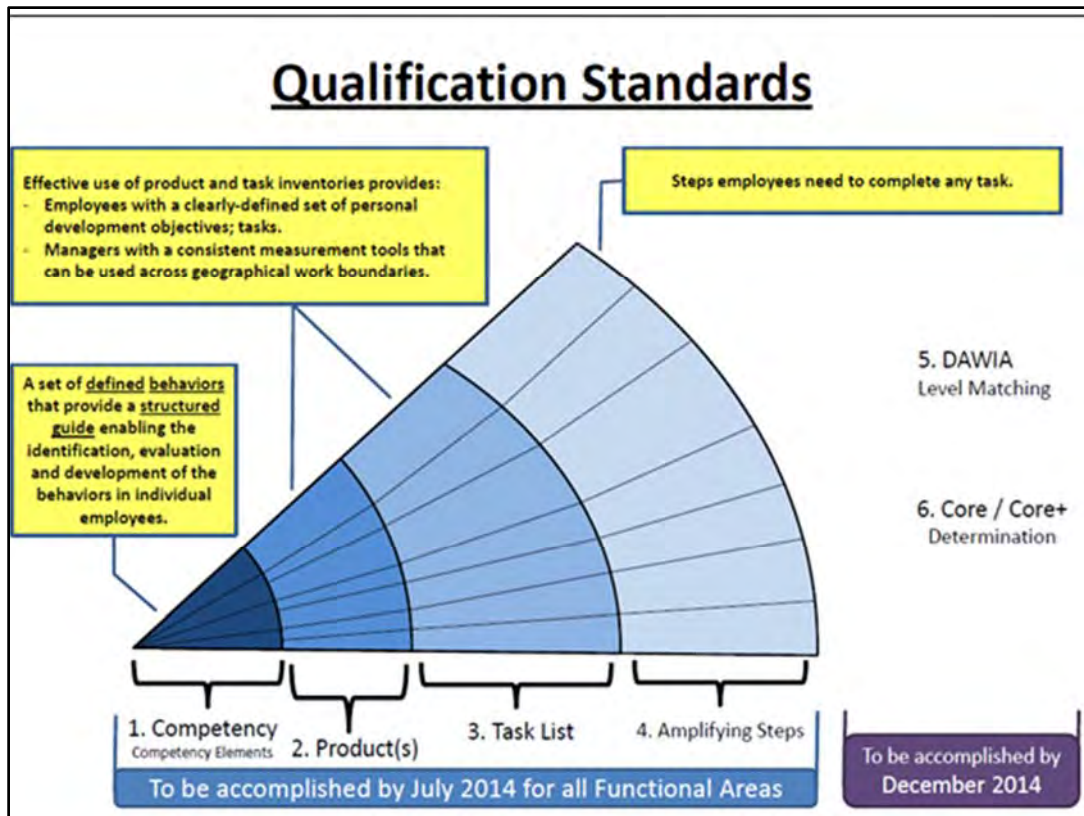 Qualification Standards
Effective use of product and task inventories provides:
- Employees with a clearly-defined set of personal
development objectives; tasks.
- Managers with a consistent measurement tools that
can be used across geographical work boundaries.
Steps employees need to complete any task.
A set of defined behaviors
that provide a structured
guide enabling the
identification, evaluation
and development of the
behaviors in individual
employees.
5. DAWIA
Level Matching
6. Core / Core+
Determination
1. Competency
Competency Elements
2. Product(s)
3. Task List
4. Amplifying Steps
To be accomplished by July 2014 for all Functional Areas
To be accomplished by
December 2014